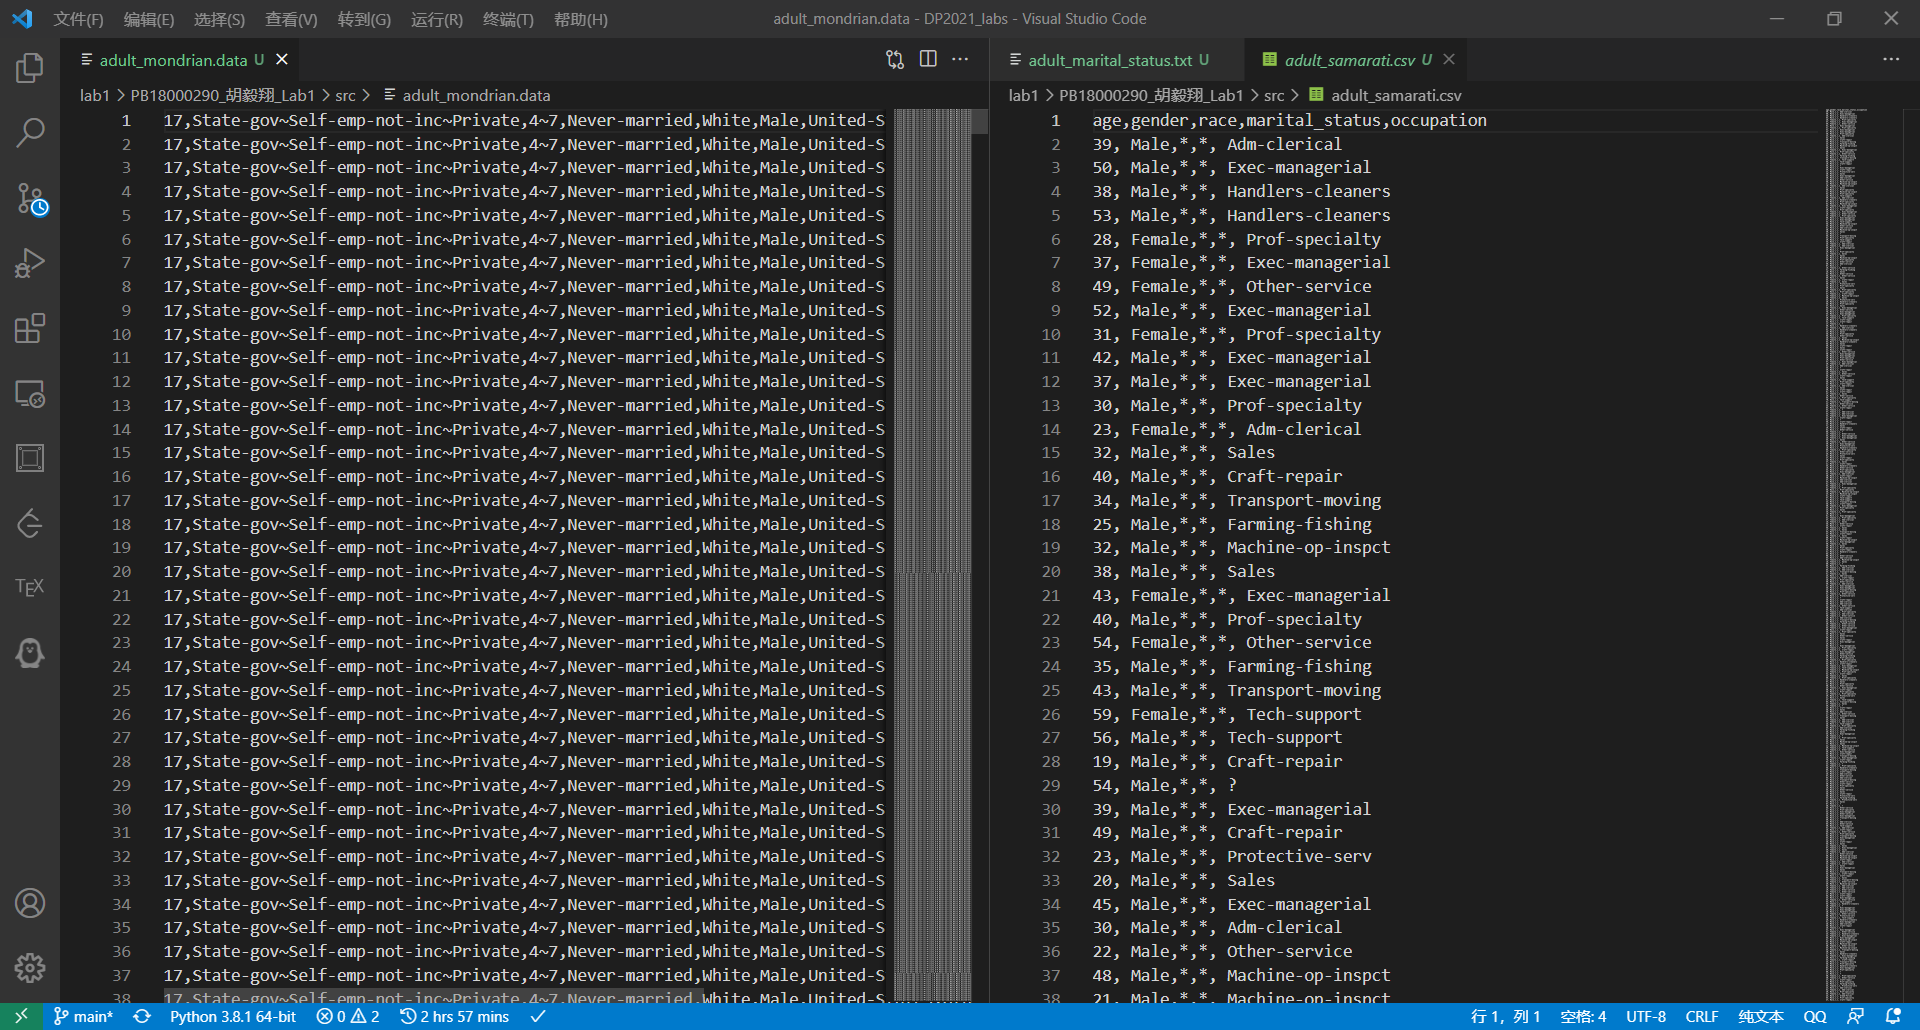 文件(F) 编辑(E) 选择(S) 查看(V) 转到(G) 运行(R) 终端(T) 帮助(H) adult_mondrian.data - DP2021_labs - Visual Studio Code
adult_mondrian.data U
adult_marital_status.txt U
adult_samarati.csv U
lab1 > PB18000290_胡毅翔_Lab1 > src > adult_mondrian.data
1 17,State-gov~Self-emp-not-inc~Private,4~7,Never-married,White,Male,United-S
2 17,State-gov~Self-emp-not-inc~Private,4~7,Never-married,White,Male,United-S
3 17,State-gov~Self-emp-not-inc~Private,4~7,Never-married,White,Male,United-S
4 17,State-gov~Self-emp-not-inc~Private,4~7,Never-married,White,Male,United-S
5 17,State-gov~Self-emp-not-inc~Private,4~7,Never-married,White,Male,United-S
6 17,State-gov~Self-emp-not-inc~Private,4~7,Never-married,White,Male,United-S
7 17,State-gov~Self-emp-not-inc~Private,4~7,Never-married,White,Male,United-S
8 17,State-gov~Self-emp-not-inc~Private,4~7,Never-married,White,Male,United-S
9 17,State-gov~Self-emp-not-inc~Private,4~7,Never-married,White,Male,United-S
10 17,State-gov~Self-emp-not-inc~Private,4~7,Never-married,White,Male,United-S
11 17,State-gov~Self-emp-not-inc~Private,4~7,Never-married,White,Male,United-S
12 17,State-gov~Self-emp-not-inc~Private,4~7,Never-married,White,Male,United-S
13 17,State-gov~Self-emp-not-inc~Private,4~7,Never-married,White,Male,United-S
14 17,State-gov~Self-emp-not-inc~Private,4~7,Never-married,White,Male,United-S
15 17,State-gov~Self-emp-not-inc~Private,4~7,Never-married,White,Male,United-S
16 17,State-gov~Self-emp-not-inc~Private,4~7,Never-married,White,Male,United-S
17 17,State-gov~Self-emp-not-inc~Private,4~7,Never-married,White,Male,United-S
18 17,State-gov~Self-emp-not-inc~Private,4~7,Never-married,White,Male,United-S
19 17,State-gov~Self-emp-not-inc~Private,4~7,Never-married,White,Male,United-S
20 17,State-gov~Self-emp-not-inc~Private,4~7,Never-married,White,Male,United-S
21 17,State-gov~Self-emp-not-inc~Private,4~7,Never-married,White,Male,United-S
22 17,State-gov~Self-emp-not-inc~Private,4~7,Never-married,White,Male,United-S
23 17,State-gov~Self-emp-not-inc~Private,4~7,Never-married,White,Male,United-S
24 17,State-gov~Self-emp-not-inc~Private,4~7,Never-married,White,Male,United-S
25 17,State-gov~Self-emp-not-inc~Private,4~7,Never-married,White,Male,United-S
26 17,State-gov~Self-emp-not-inc~Private,4~7,Never-married,White,Male,United-S
27 17,State-gov~Self-emp-not-inc~Private,4~7,Never-married,White,Male,United-S
28 17,State-gov~Self-emp-not-inc~Private,4~7,Never-married,White,Male,United-S
29 17,State-gov~Self-emp-not-inc~Private,4~7,Never-married,White,Male,United-S
30 17,State-gov~Self-emp-not-inc~Private,4~7,Never-married,White,Male,United-S
31 17,State-gov~Self-emp-not-inc~Private,4~7,Never-married,White,Male,United-S
32 17,State-gov~Self-emp-not-inc~Private,4~7,Never-married,White,Male,United-S
33 17,State-gov~Self-emp-not-inc~Private,4~7,Never-married,White,Male,United-S
34 17,State-gov~Self-emp-not-inc~Private,4~7,Never-married,White,Male,United-S
35 17,State-gov~Self-emp-not-inc~Private,4~7,Never-married,White,Male,United-S
36 17,State-gov~Self-emp-not-inc~Private,4~7,Never-married,White,Male,United-S
37 17,State-gov~Self-emp-not-inc~Private,4~7,Never-married,White,Male,United-S
38 17,State-gov~Self-emp-not-inc~Private,4~7,Never-married,White,Male,United-S
lab1 > PB18000290_胡毅翔_Lab1 > src > adult_samarati.csv
1 age,gender,race,marital_status,occupation
2 39, Male,*,*, Adm-clerical
3 50, Male,*,*, Exec-managerial
4 38, Male,*,*, Handlers-cleaners
5 53, Male,*,*, Handlers-cleaners
6 28, Female,*,*, Prof-specialty
7 37, Female,*,*, Exec-managerial
8 49, Female,*,*, Other-service
9 52, Male,*,*, Exec-managerial
10 31, Female,*,*, Prof-specialty
11 42, Male,*,*, Exec-managerial
12 37, Male,*,*, Exec-managerial
13 30, Male,*,*, Prof-specialty
14 23, Female,*,*, Adm-clerical
15 32, Male,*,*, Sales
16 40, Male,*,*, Craft-repair
17 34, Male,*,*, Transport-moving
18 25, Male,*,*, Farming-fishing
19 32, Male,*,*, Machine-op-inspct
20 38, Male,*,*, Sales
21 43, Female,*,*, Exec-managerial
22 40, Male,*,*, Prof-specialty
23 54, Female,*,*, Other-service
24 35, Male,*,*, Farming-fishing
25 43, Male,*,*, Transport-moving
26 59, Female,*,*, Tech-support
27 56, Male,*,*, Tech-support
28 19, Male,*,*, Craft-repair
29 54, Male,*,*, ?
30 39, Male,*,*, Exec-managerial
31 49, Male,*,*, Craft-repair
32 23, Male,*,*, Protective-serv
33 20, Male,*,*, Sales
34 45, Male,*,*, Exec-managerial
35 30, Male,*,*, Adm-clerical
36 22, Male,*,*, Other-service
37 48, Male,*,*, Machine-op-inspct
38 21, Male,*,*, Machine-op-inspct
TEX
main* Python 3.8.1 64-bit 0 2 2 hrs 57 mins 行 1，列 1 空格: 4 UTF-8 CRLF 纯文本 QQ